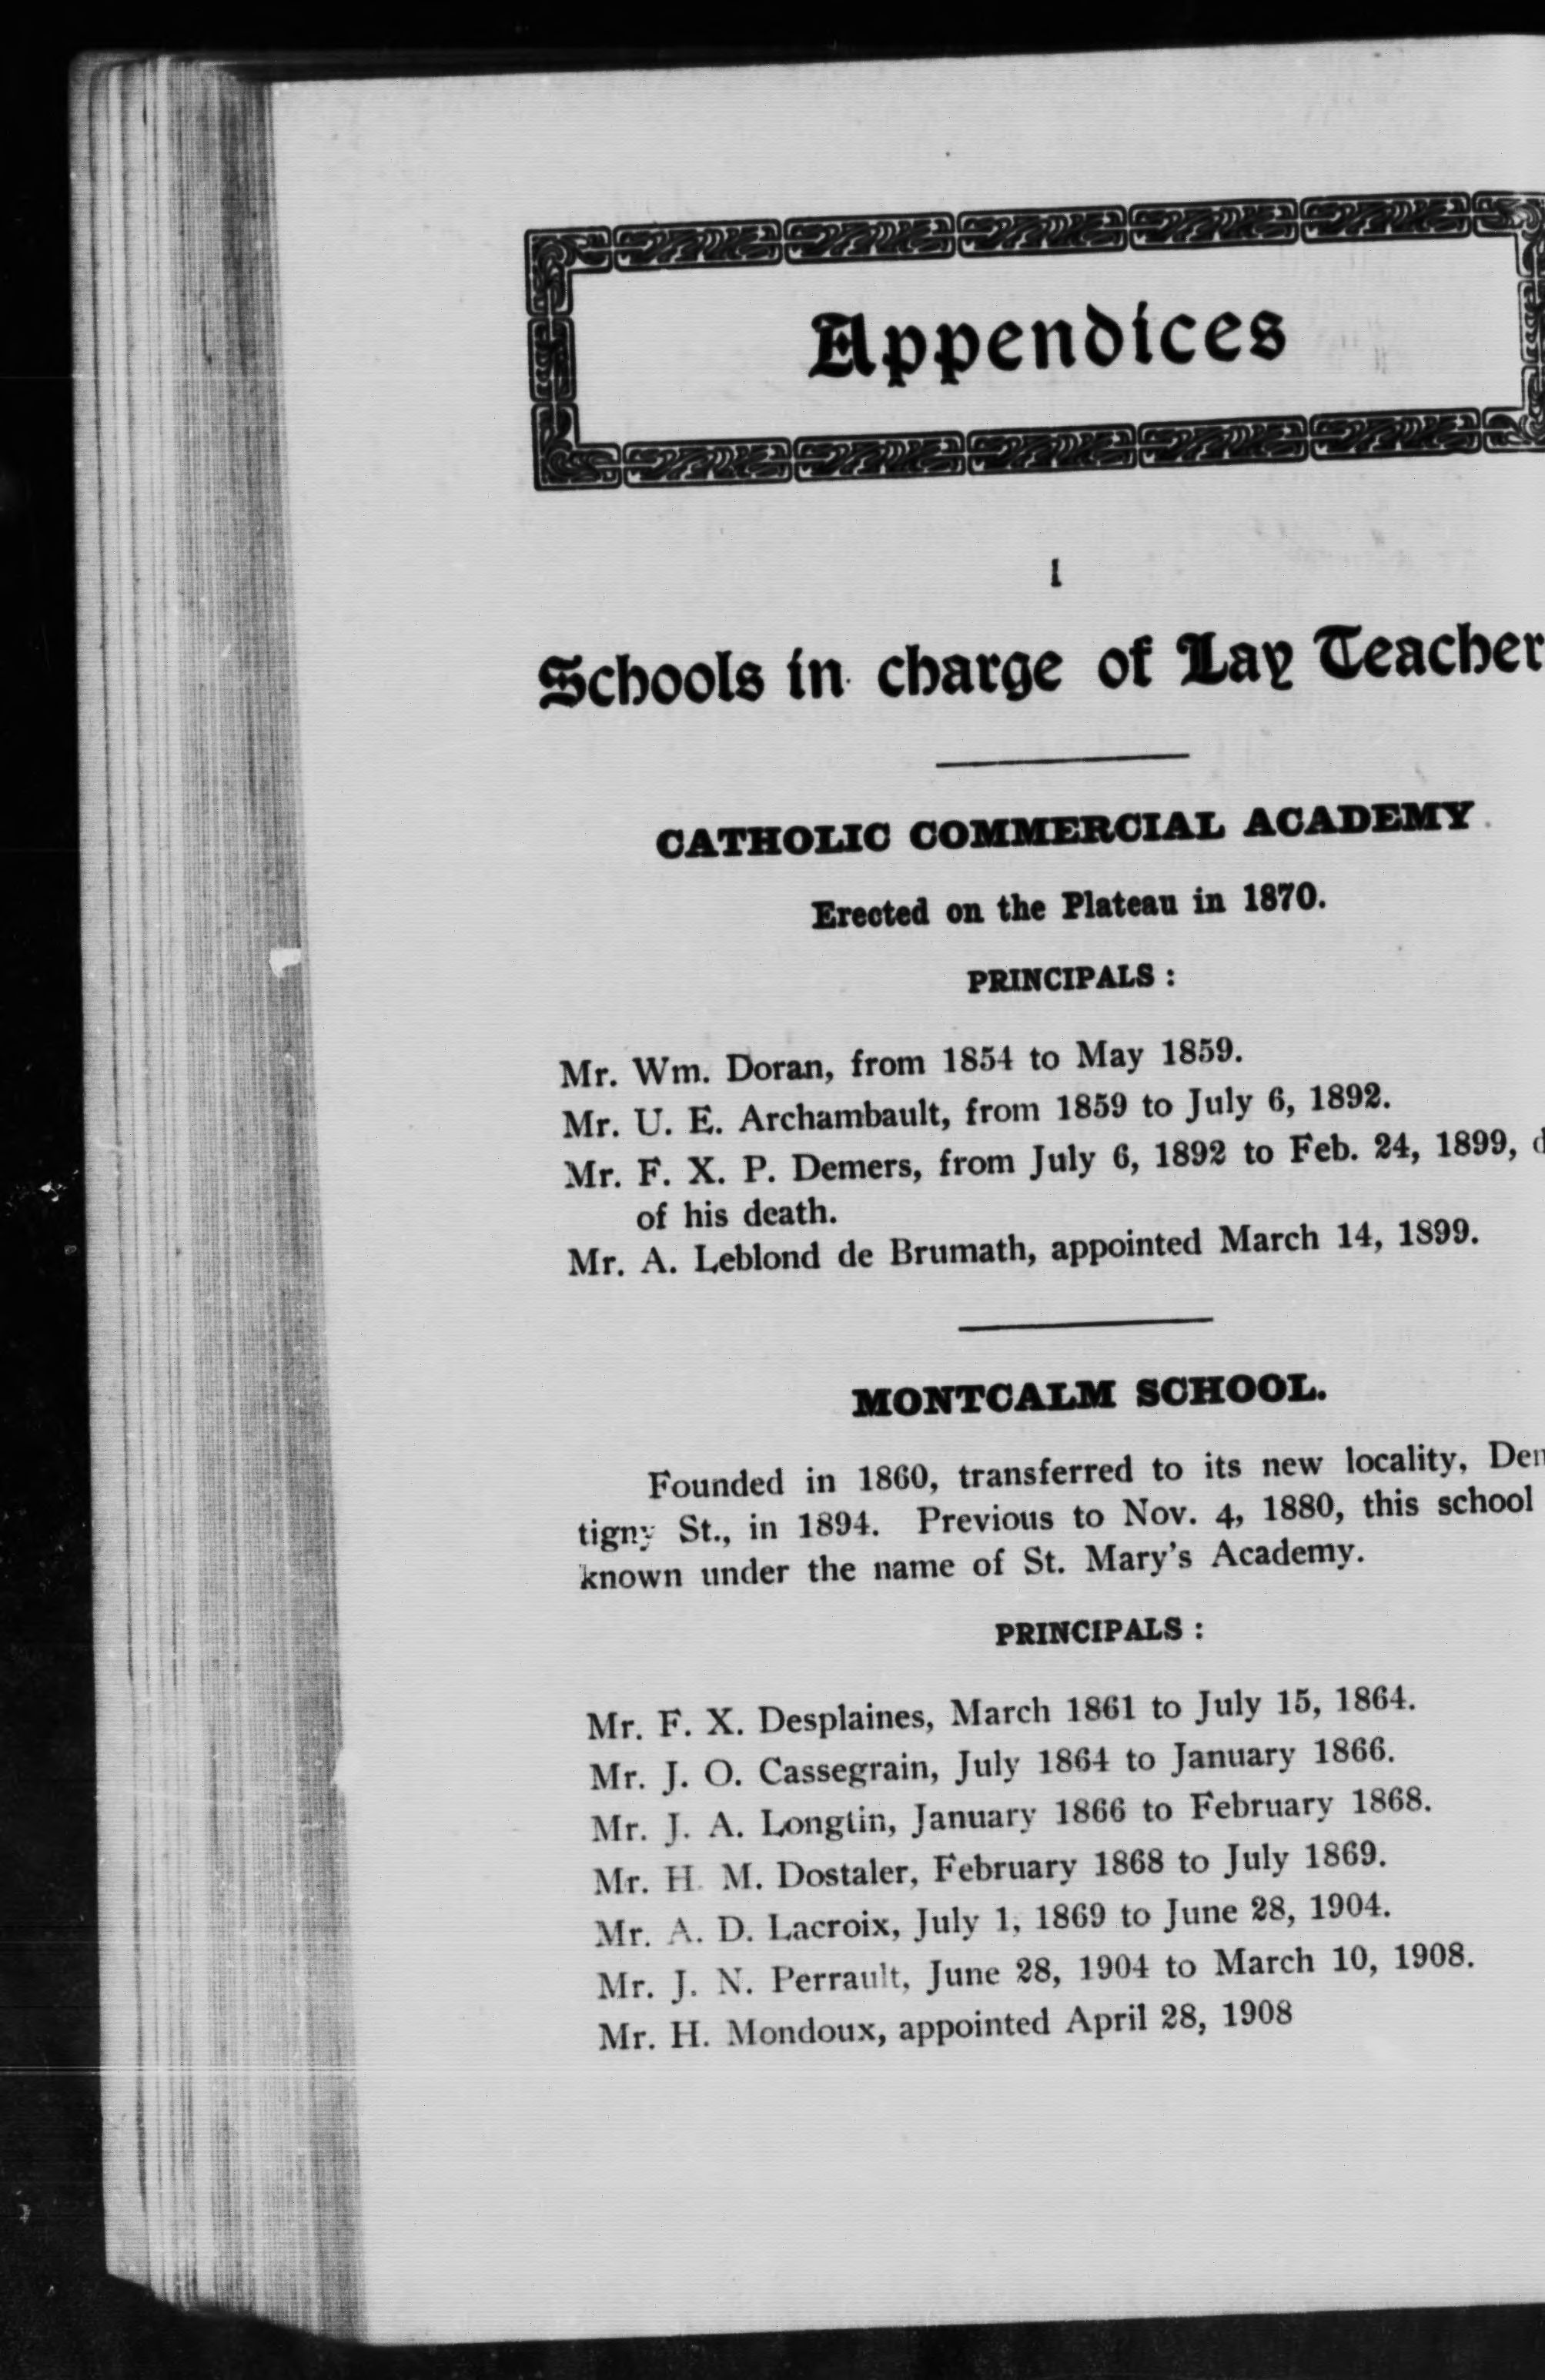 Appendices
I
Schools in charge of Lay Teacher
CATHOLIC COMMERCIAL ACADEMY
Erected on the Plateau in 1870.
PRINCIPALS :
Mr. Wm. Doran, from 1854 to May 1859.
Mr. U. E. Archambault, from 1859 to July 6, 1892.
Mr. F. X. P. Demers, from July 6, 1892 to Feb. 24, 1899, d
of his death.
Mr. A. Leblond de Brumath, appointed March 14, 1899.
MONTCALM SCHOOL.
Founded in 1860, transferred to its new locality, Dem
tigny St., in 1894. Previous to Nov. 4, 1880, this school
known under the name of St. Mary's Academy.
PRINCIPALS :
Mr. F. X. Desplaines, March 1861 to July 15, 1864.
Mr. J. O. Cassegrain, July 1864 to January 1866.
Mr. J. A. Longtin, January 1866 to February 1868.
Mr. H. M. Dostaler, February 1868 to July 1869.
Mr. A. D. Lacroix, July 1, 1869 to June 28, 1904.
Mr. J. N. Perrault, June 28, 1904 to March 10, 1908.
Mr. H. Mondoux, appointed April 28, 1908